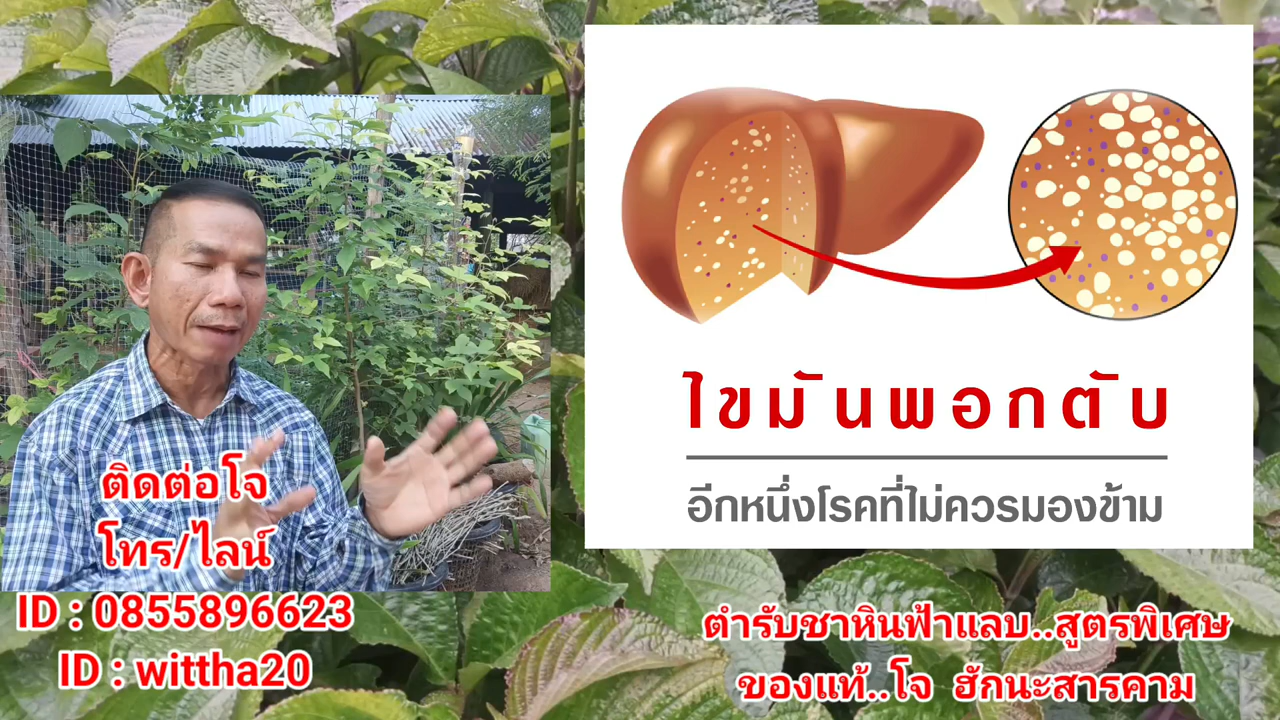 ไขมันพอกตับ
อีกหนึ่งโรคที่ไม่ควรมองข้าม
ติดต่อโจ
โทร/ไลน์
ID : 0855896623
ID : wittha20
ตำรับชาหินฟ้าแลบ..สูตรพิเศษ
ของแท้..โจ ฮักนะสารคาม